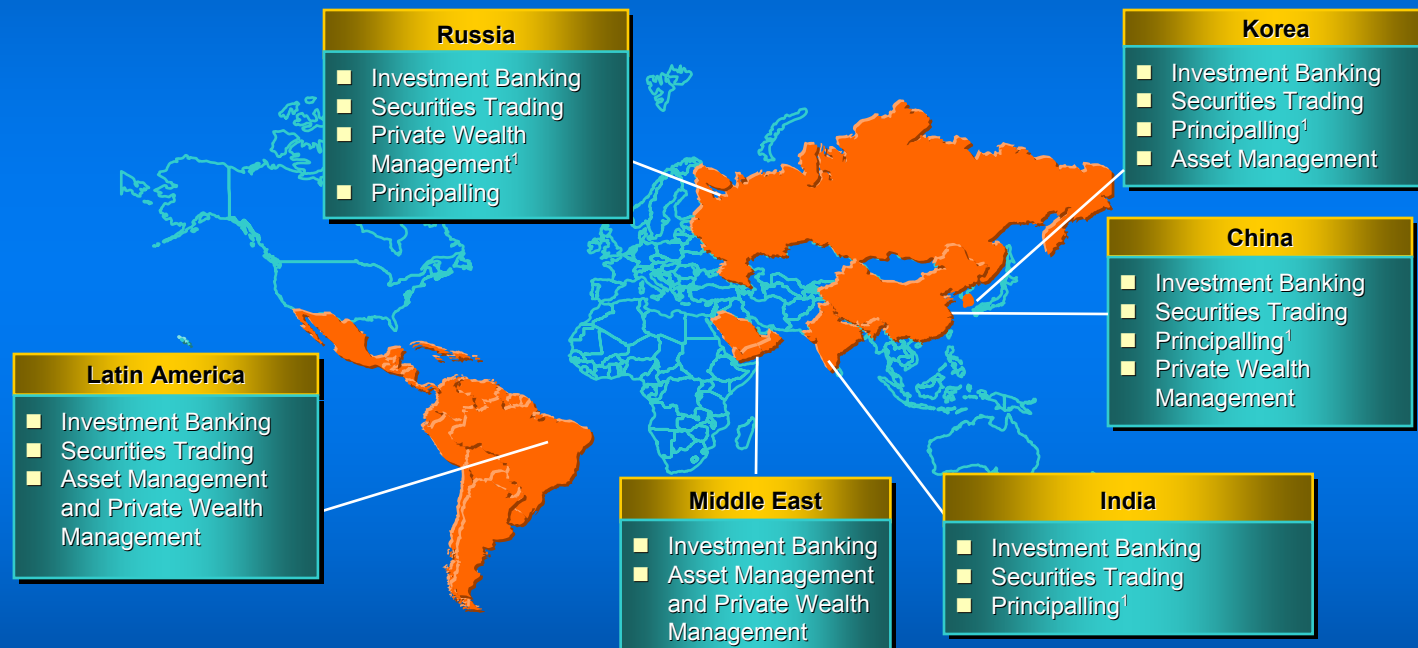 Russia
Investment Banking
Securities Trading
Private Wealth
Management¹
Principalling
Korea
Investment Banking
Securities Trading
Principalling¹
Asset Management
China
Investment Banking
Securities Trading
Principalling¹
Private Wealth
Management
Latin America
Investment Banking
Securities Trading
Asset Management
and Private Wealth
Management
Middle East
Investment Banking
Asset Management
and Private Wealth
Management
India
Investment Banking
Securities Trading
Principalling¹